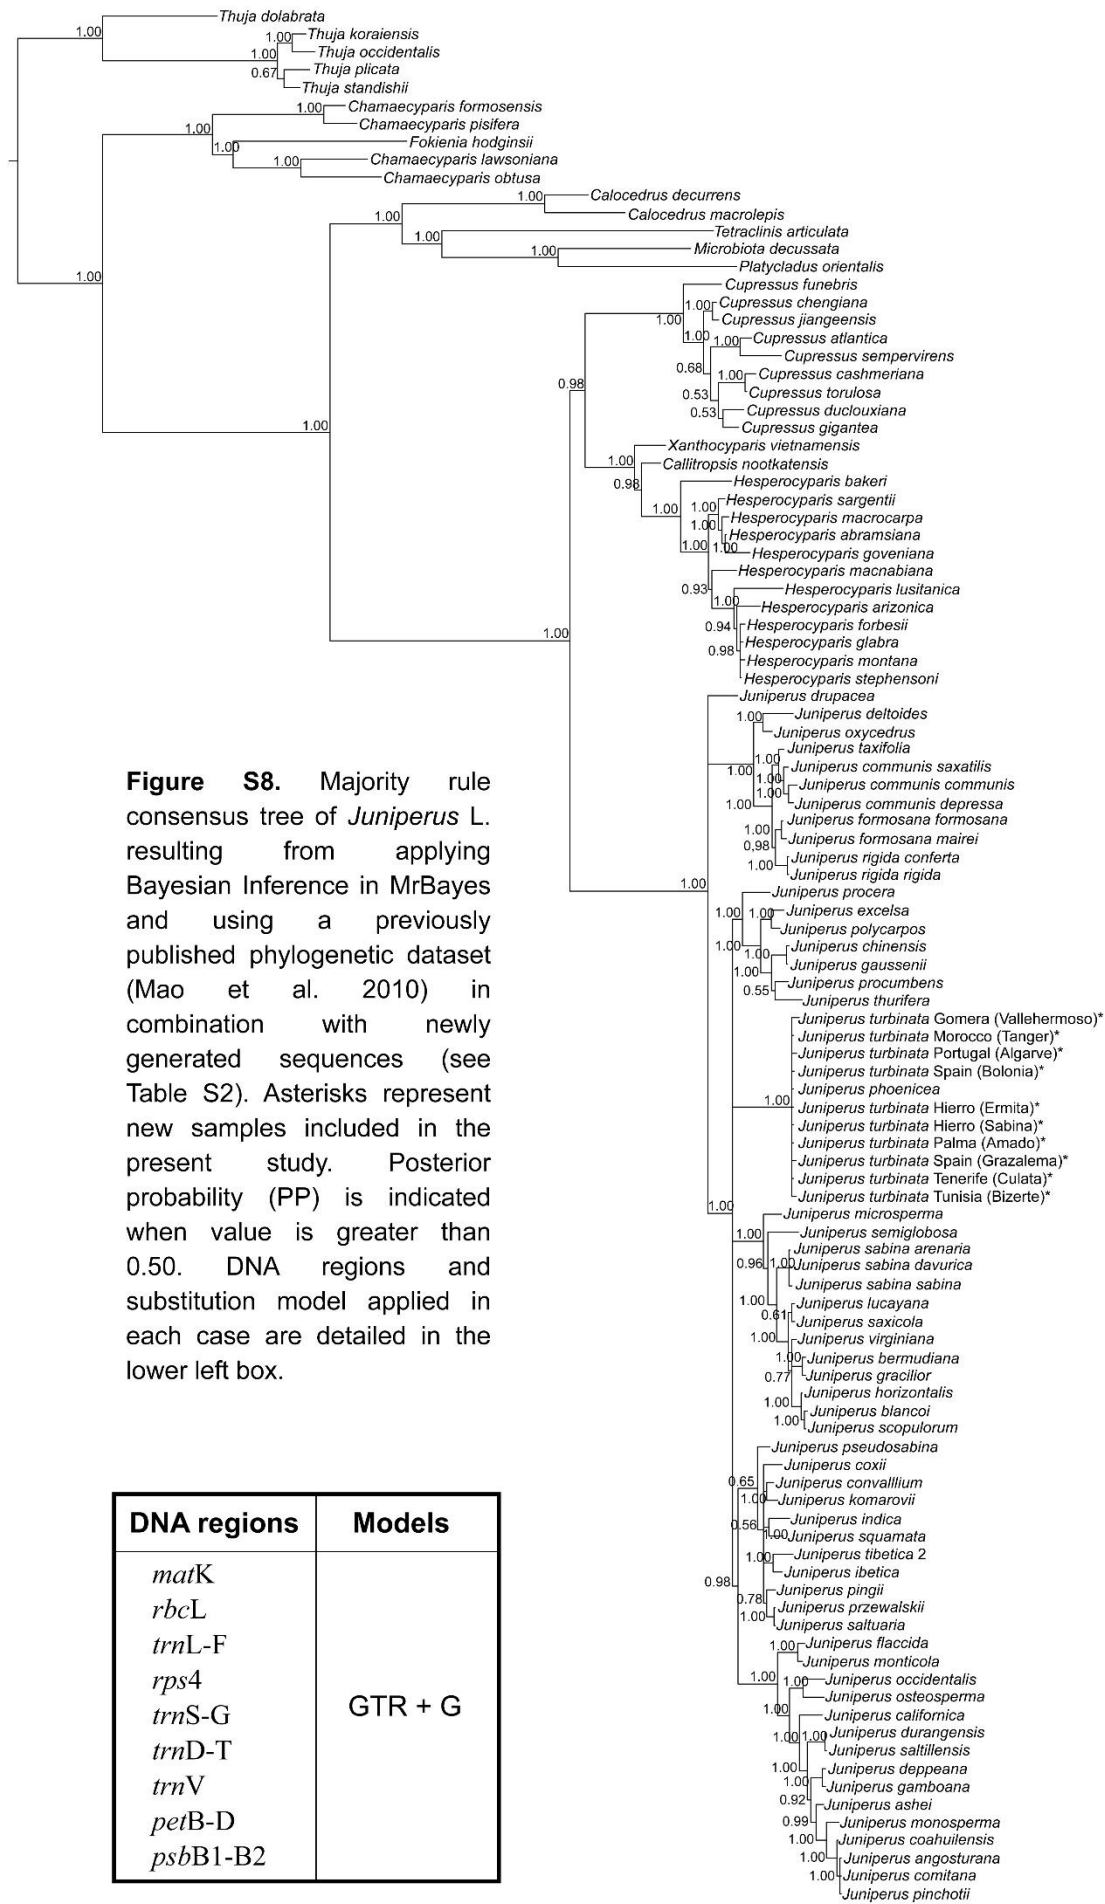 Thuja dolabrata
1.00 Thuja koraiensis
1.00 Thuja occidentalis
0.67 Thuja plicata
Thuja standishii
1.00 Chamaecyparis formosensis
1.00 Chamaecyparis pisifera
1.00 Fokienia hodginsii
1.00 Chamaecyparis lawsoniana
Chamaecyparis obtusa
1.00 Calocedrus decurrens
1.00 Calocedrus macrolepis
1.00 Tetraclinis articulata
1.00 Microbiota decussata
Platycladus orientalis
1.00 Cupressus funebris
1.00 Cupressus chengiana
1.00 Cupressus jiangeensis
1.00 1.00 Cupressus atlantica
Cupressus sempervirens
0.68 1.00 Cupressus cashmeriana
0.98 0.53 Cupressus torulosa
0.53 Cupressus duclouxiana
1.00 Cupressus gigantea
Xanthocyparis vietnamensis
1.00 Callitropsis nootkatensis
0.98 Hesperocyparis bakeri
1.00 1.00 Hesperocyparis sargentii
1.00 Hesperocyparis macrocarpa
Hesperocyparis abramsiana
1.00 1.00 Hesperocyparis goveniana
Hesperocyparis macnabiana
0.93 Hesperocyparis lusitanica
1.00 Hesperocyparis arizonica
0.94 Hesperocyparis forbesii
1.00 Hesperocyparis glabra
0.98 Hesperocyparis montana
Hesperocyparis stephensoni
Juniperus drupacea
1.00 Juniperus deltoides
Juniperus oxycedrus
1.00 Juniperus taxifolia
1.00 Juniperus communis saxatilis
1.00 Juniperus communis communis
1.00 1.00 Juniperus communis depressa
Juniperus formosana formosana
1.00 Juniperus formosana mairei
0,98 Juniperus rigida conferta
1.00 Juniperus rigida rigida
1.00 Juniperus procera
1.00 1.00 Juniperus excelsa
Juniperus polycarpos
1.00 1.00 Juniperus chinensis
1.00 Juniperus gaussenii
0.55 Juniperus procumbens
Juniperus thurifera
Juniperus turbinata Gomera (Vallehermoso)*
Juniperus turbinata Morocco (Tanger)*
Juniperus turbinata Portugal (Algarve)*
Juniperus turbinata Spain (Bolonia)*
Juniperus phoenicea
1.00 Juniperus turbinata Hierro (Ermita)*
Juniperus turbinata Hierro (Sabina)*
Juniperus turbinata Palma (Amado)*
Juniperus turbinata Spain (Grazalema)*
Juniperus turbinata Tenerife (Culata)*
Juniperus turbinata Tunisia (Bizerte)*
1.00 Juniperus microsperma
1.00 Juniperus semiglobosa
Juniperus sabina arenaria
0.96 1.00 Juniperus sabina davurica
Juniperus sabina sabina
1.00 Juniperus lucayana
0.61 Juniperus saxicola
1.00 Juniperus virginiana
1.00 Juniperus bermudiana
0.77 Juniperus gracilior
Juniperus horizontalis
1.00 Juniperus blancoi
1.00 Juniperus scopulorum
Juniperus pseudosabina
0.65 Juniperus coxii
Juniperus convalllium
1.00 Juniperus komarovii
0.56 Juniperus indica
1.00 Juniperus squamata
1.00 Juniperus tibetica 2
0.98 Juniperus ibetica
0.78 Juniperus pingii
Juniperus przewalskii
1.00 Juniperus saltuaria
1.00 Juniperus flaccida
Juniperus monticola
1.00 1.00 Juniperus occidentalis
Juniperus osteosperma
1.00 Juniperus californica
1.00 1.00 Juniperus durangensis
Juniperus saltillensis
1.00 Juniperus deppeana
1.00 Juniperus gamboana
0.92 Juniperus ashei
0.99 Juniperus monosperma
1.00 Juniperus coahuilensis
Juniperus angosturana
1.00 Juniperus comitana
Juniperus pinchotii
Figure S8. Majority rule
consensus tree of Juniperus L.
resulting from applying
Bayesian Inference in MrBayes
and using a previously
published phylogenetic dataset
(Mao et al. 2010) in
combination with newly
generated sequences (see
Table S2). Asterisks represent
new samples included in the
present study. Posterior
probability (PP) is indicated
when value is greater than
0.50. DNA regions and
substitution model applied in
each case are detailed in the
lower left box.
DNA regions Models
matK
rbcL
trnL-F
rps4
trnS-G
trnD-T
trnV
petB-D
psbB1-B2
GTR + G